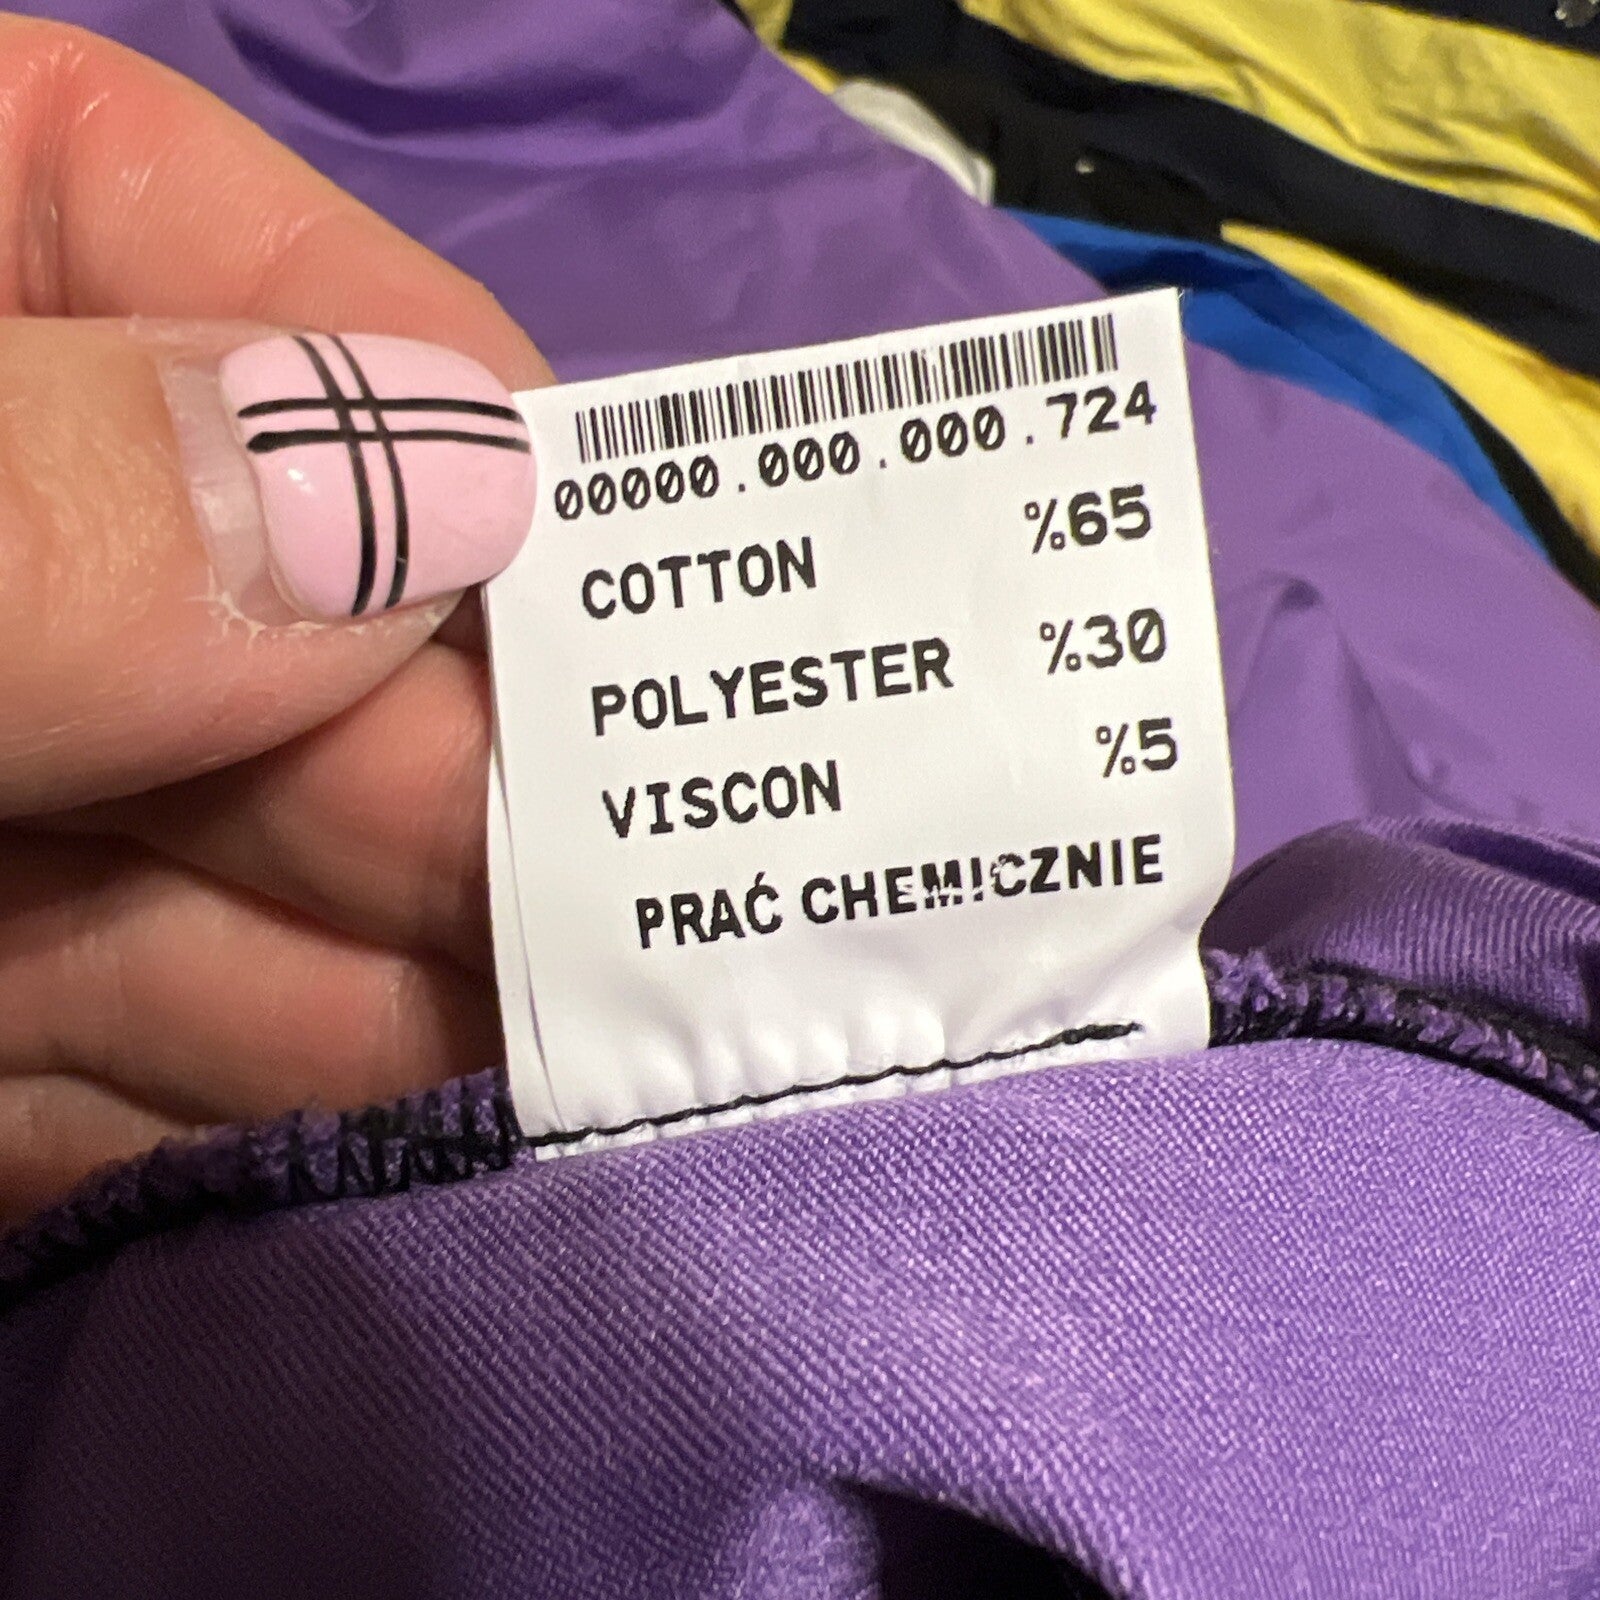 00000.000.000.724
COTTON %65
POLYESTER %30
VISCON %5
PRAĆ CHEMICZNIE